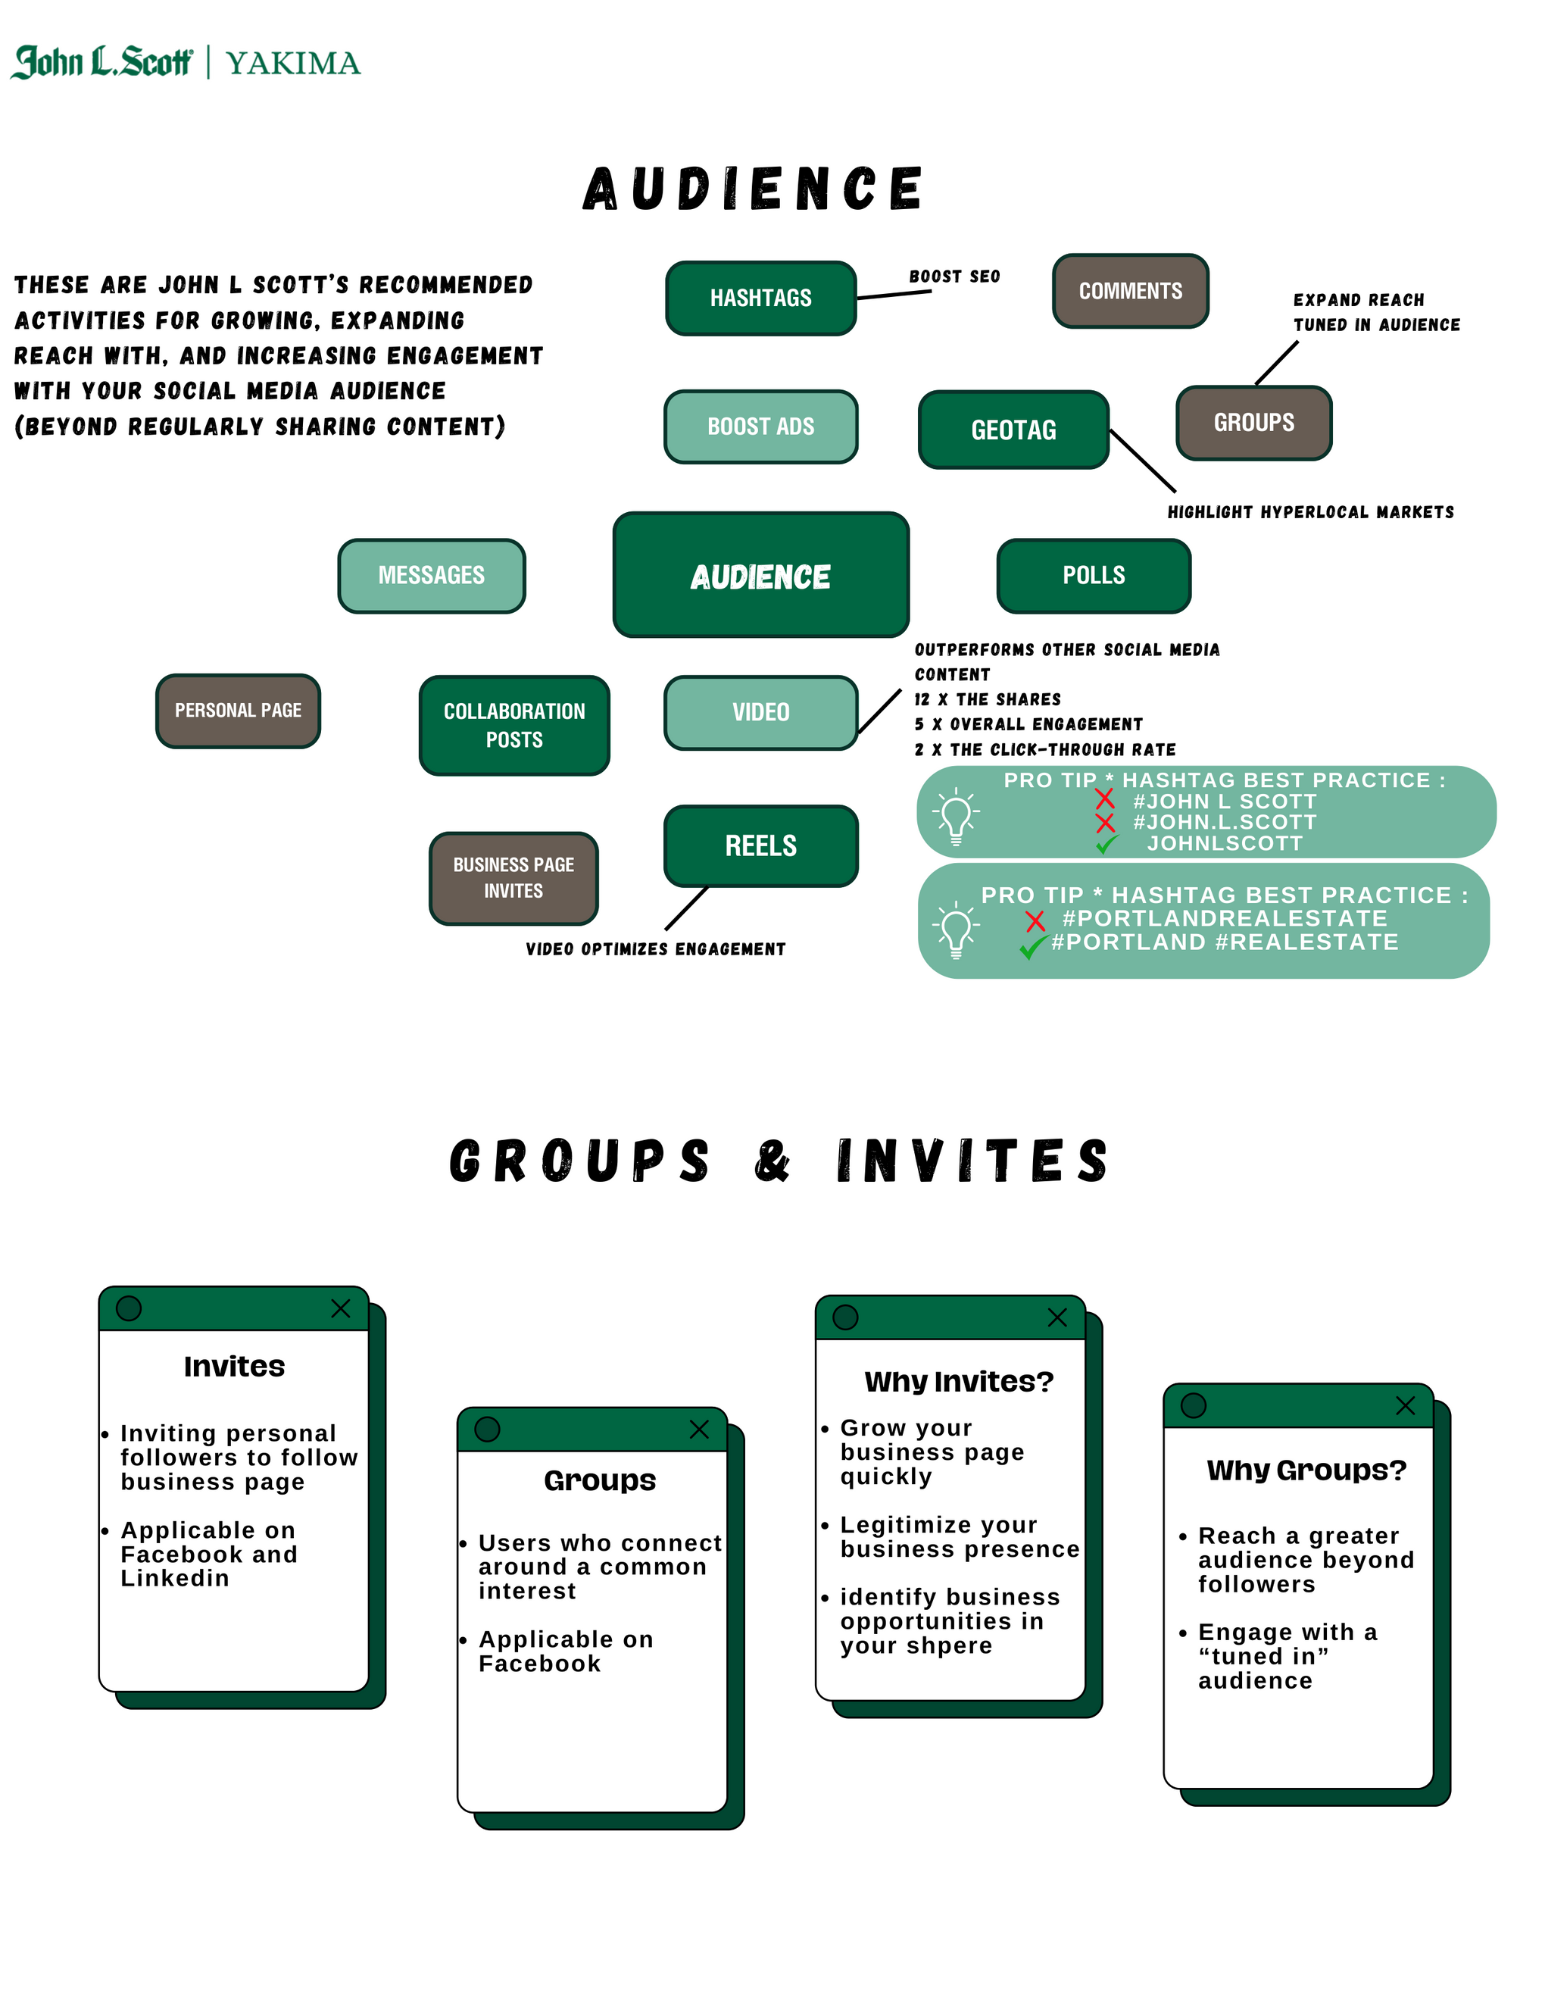 John L. Scott | YAKIMA
AUDIENCE
THESE ARE JOHN L SCOTT'S RECOMMENDED
ACTIVITIES FOR GROWING, EXPANDING
REACH WITH, AND INCREASING ENGAGEMENT
WITH YOUR SOCIAL MEDIA AUDIENCE
(BEYOND REGULARLY SHARING CONTENT)
HASHTAGS
BOOST SEO
COMMENTS
EXPAND REACH
TUNED IN AUDIENCE
BOOST ADS
GEOTAG
GROUPS
HIGHLIGHT HYPERLOCAL MARKETS
MESSAGES
AUDIENCE
POLLS
OUTPERFORMS OTHER SOCIAL MEDIA
CONTENT
12 X THE SHARES
5 X OVERALL ENGAGEMENT
2 X THE CLICK-THROUGH RATE
PERSONAL PAGE
COLLABORATION
POSTS
VIDEO
PRO TIP * HASHTAG BEST PRACTICE :
#JOHN L SCOTT
#JOHN.L.SCOTT
JOHNLSCOTT
BUSINESS PAGE
INVITES
REELS
VIDEO OPTIMIZES ENGAGEMENT
PRO TIP * HASHTAG BEST PRACTICE :
#PORTLANDREALESTATE
#PORTLAND #REALESTATE
GROUPS & INVITES
Invites
• Inviting personal
followers to follow
business page
• Applicable on
Facebook and
Linkedin
Groups
• Users who connect
around a common
interest
• Applicable on
Facebook
Why Invites?
• Grow your
business page
quickly
• Legitimize your
business presence
• identify business
opportunities in
your shpere
Why Groups?
• Reach a greater
audience beyond
followers
• Engage with a
“tuned in”
audience